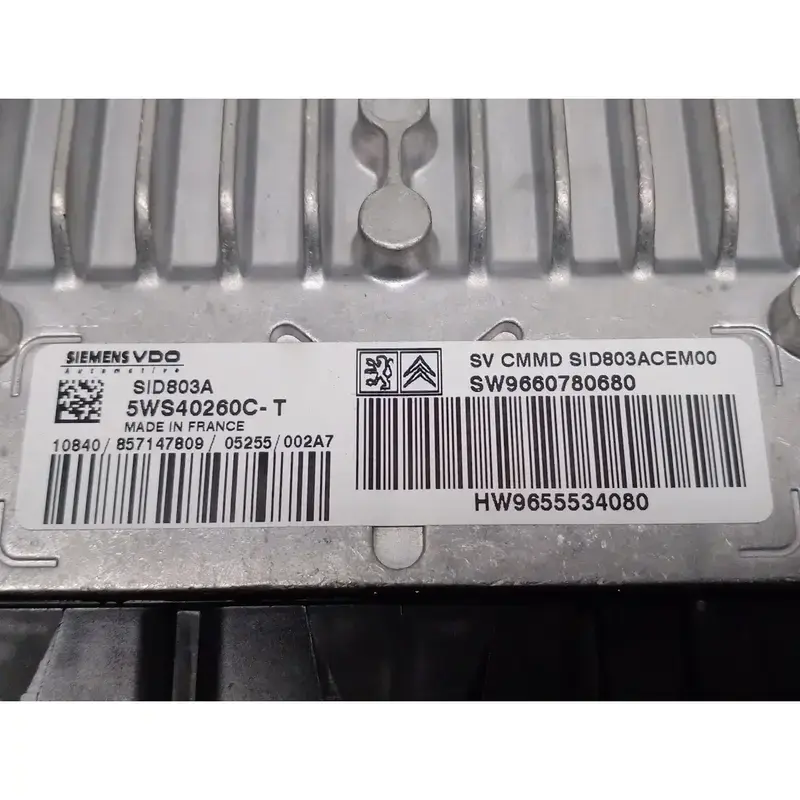 SIEMENS VDO
Automotive
SID803A
5WS40260C-T
MADE IN FRANCE
10840/857147809/05255/002A7
SV CMMD SID803ACEM00
SW9660780680
HW9655534080